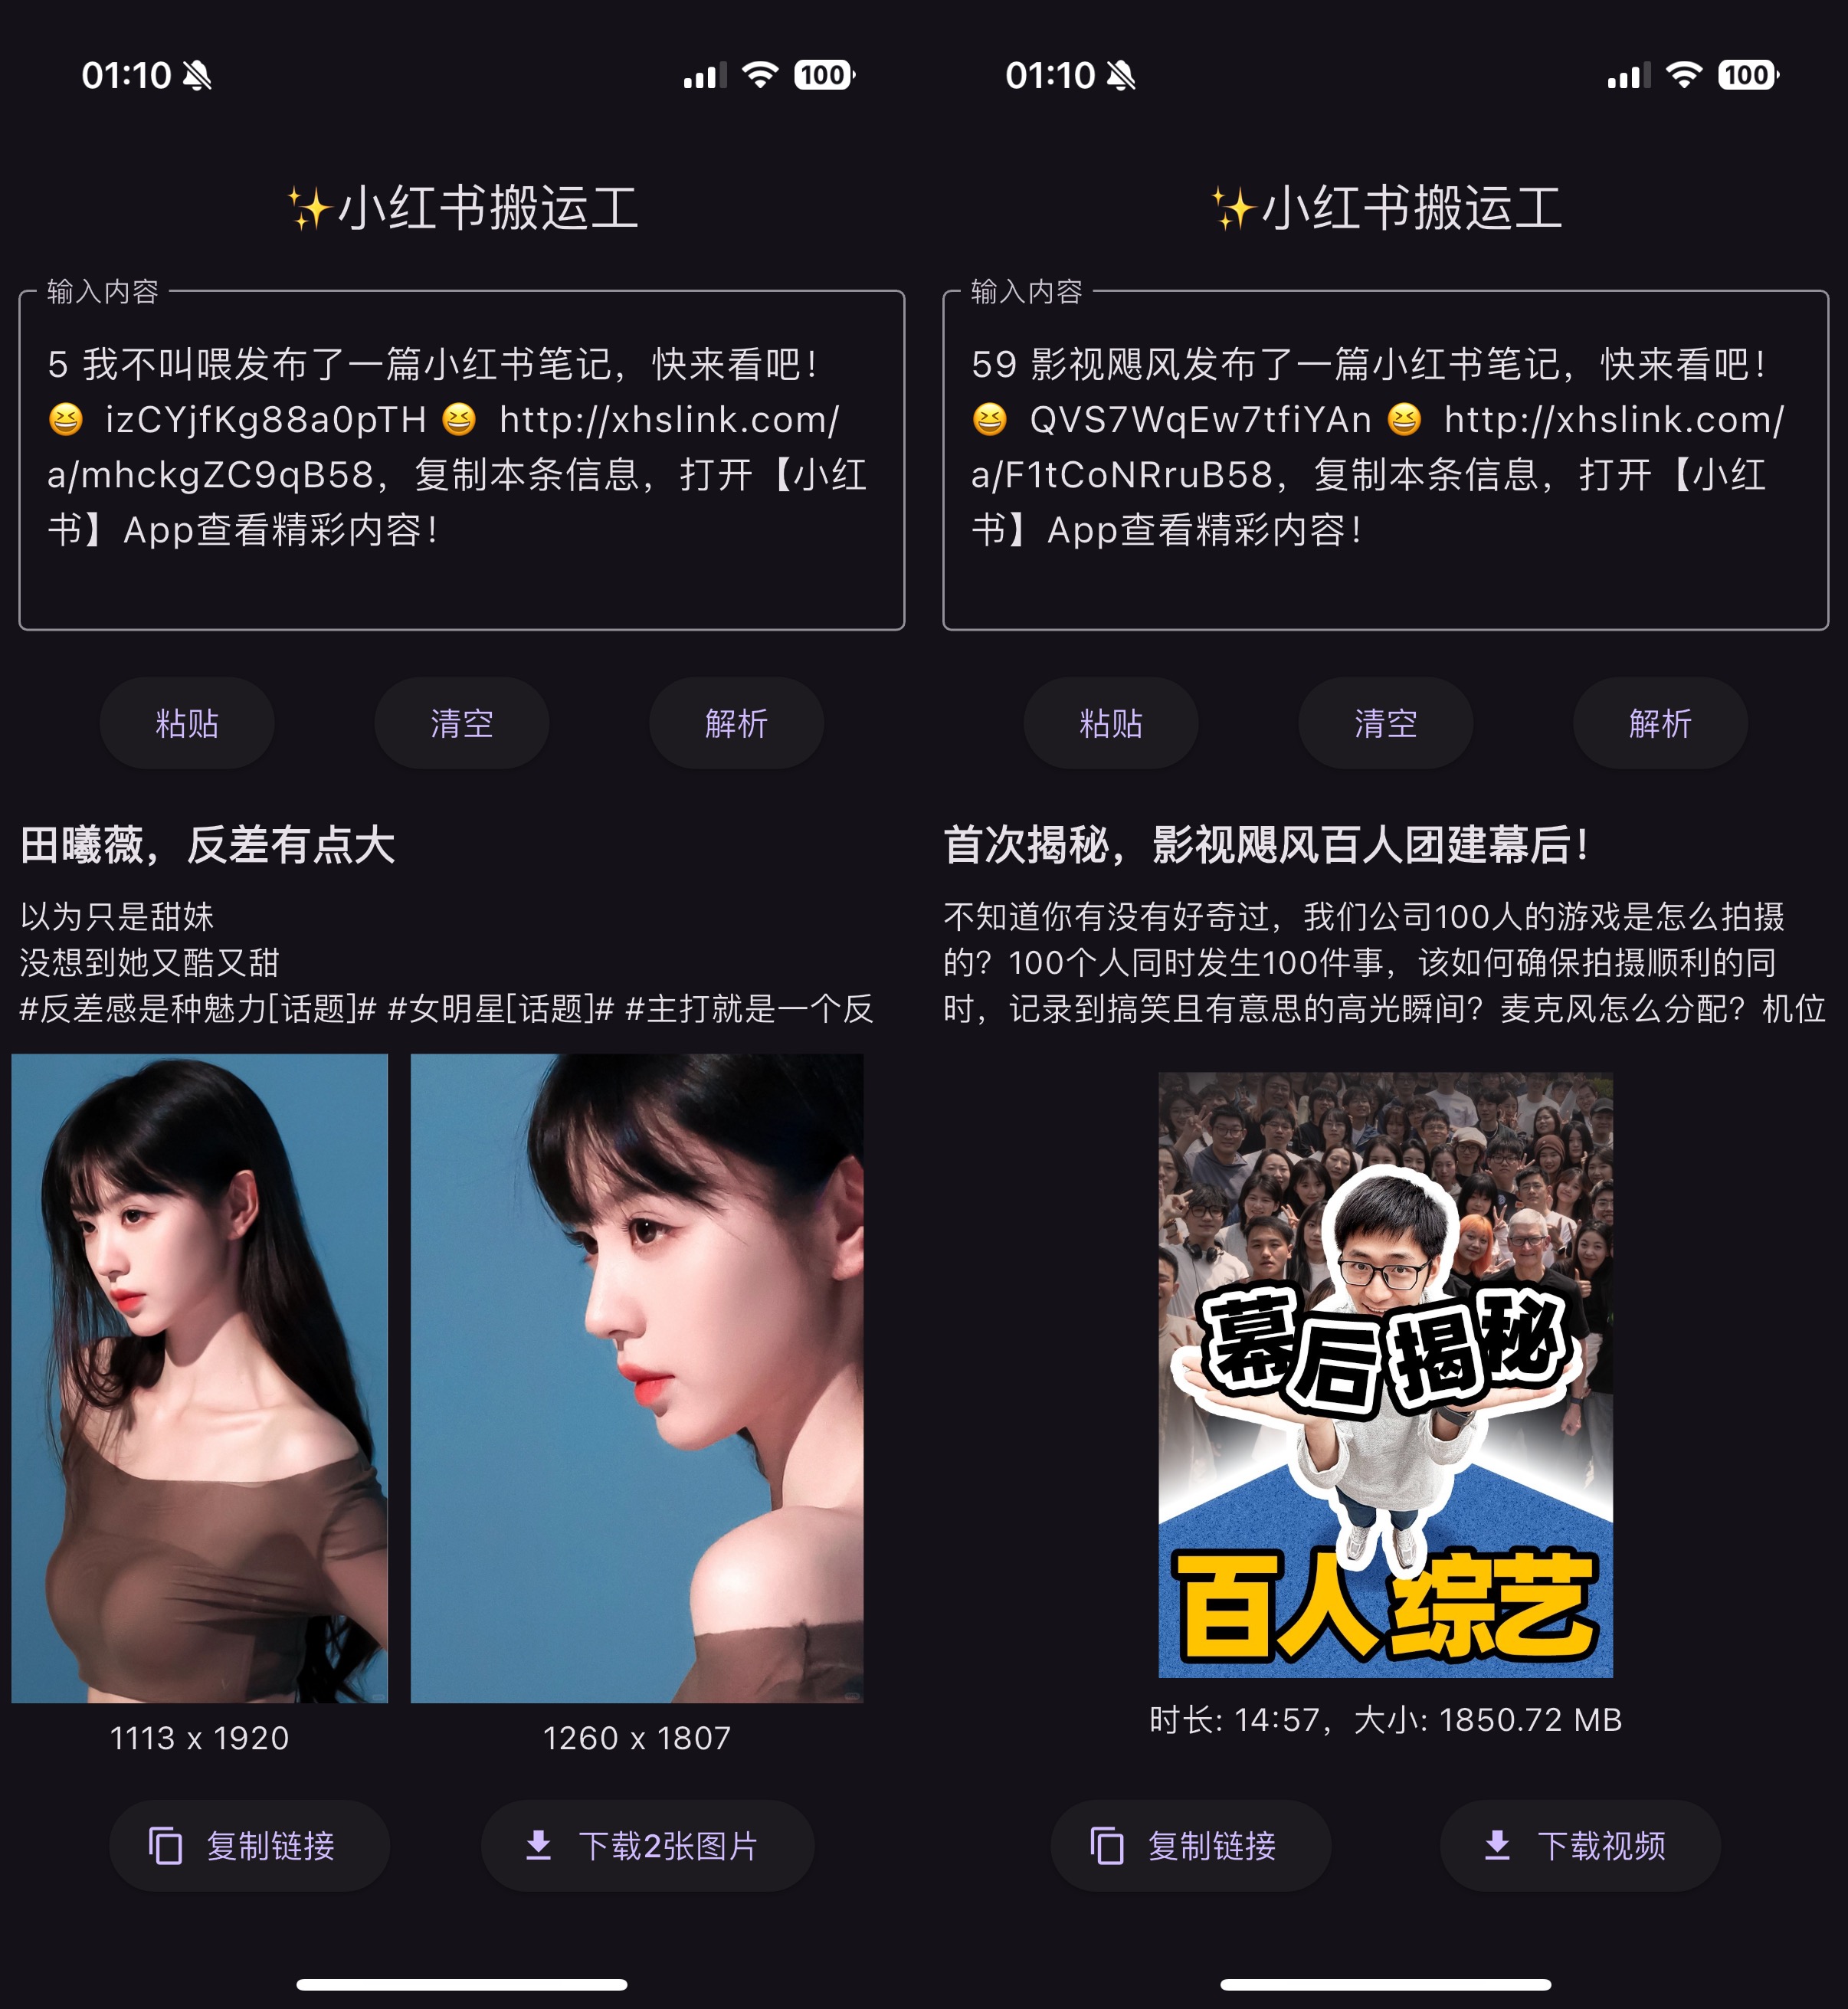 01:10
100
✨小红书搬运工
输入内容
5 我不叫喂发布了一篇小红书笔记，快来看吧！
😆 izCYjfKg88a0pTH 😆 http://xhslink.com/
a/mhckgZC9qB58，复制本条信息，打开【小红
书】App查看精彩内容！
粘贴
清空
解析
田曦薇，反差有点大
以为只是甜妹
没想到她又酷又甜
#反差感是种魅力[话题]# #女明星[话题]# #主打就是一个反
1113 x 1920
1260 x 1807
复制链接
下载2张图片
01:10
100
✨小红书搬运工
输入内容
59 影视飓风发布了一篇小红书笔记，快来看吧！
😆 QVS7WqEw7tfiYAn 😆 http://xhslink.com/
a/F1tCoNRruB58，复制本条信息，打开【小红
书】App查看精彩内容！
粘贴
清空
解析
首次揭秘，影视飓风百人团建幕后！
不知道你有没有好奇过，我们公司100人的游戏是怎么拍摄
的？100个人同时发生100件事，该如何确保拍摄顺利的同
时，记录到搞笑且有意思的高光瞬间？麦克风怎么分配？机位
幕后揭秘
百人综艺
时长: 14:57，大小: 1850.72 MB
复制链接
下载视频